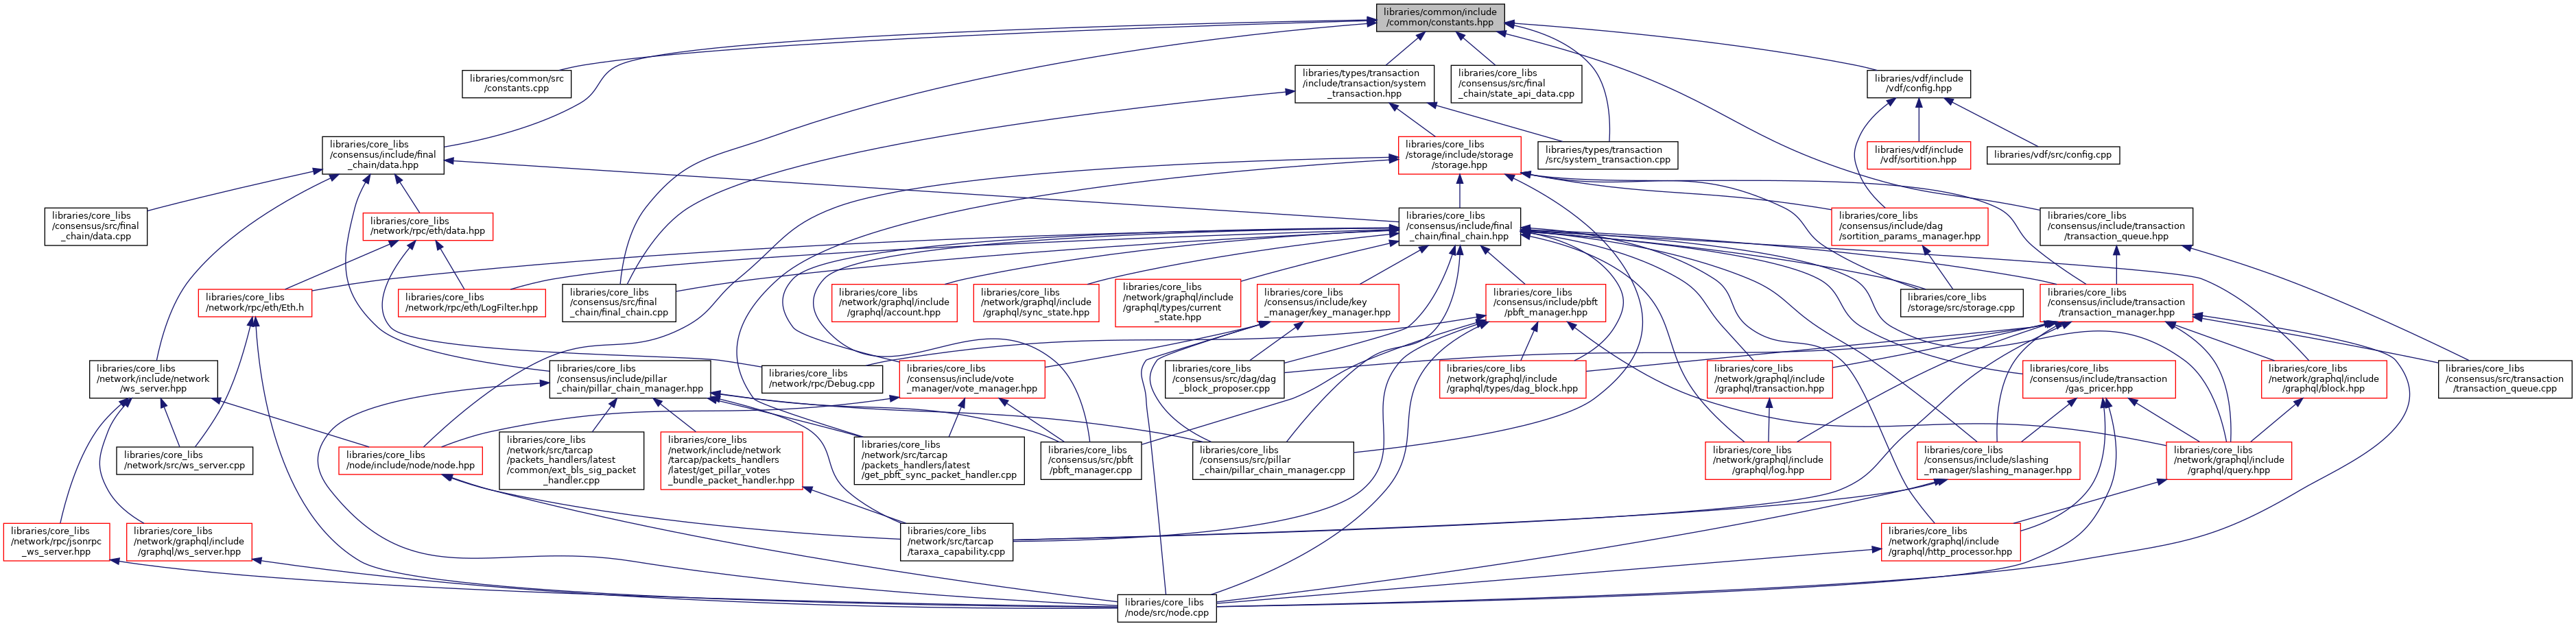 libraries/common/include
/common/constants.hpp
libraries/common/src
/constants.cpp
libraries/types/transaction
/include/transaction/system
_transaction.hpp
libraries/core_libs
/consensus/src/final
_chain/state_api_data.cpp
libraries/vdf/include
/vdf/config.hpp
libraries/core_libs
/consensus/include/final
_chain/data.hpp
libraries/core_libs
/storage/include/storage
/storage.hpp
libraries/types/transaction
/src/system_transaction.cpp
libraries/vdf/include
/vdf/sortition.hpp
libraries/vdf/src/config.cpp
libraries/core_libs
/consensus/src/final
_chain/data.cpp
libraries/core_libs
/network/rpc/eth/data.hpp
libraries/core_libs
/consensus/include/final
_chain/final_chain.hpp
libraries/core_libs
/consensus/include/dag
/sortition_params_manager.hpp
libraries/core_libs
/consensus/include/transaction
/transaction_queue.hpp
libraries/core_libs
/network/rpc/eth/Eth.h
libraries/core_libs
/network/rpc/eth/LogFilter.hpp
libraries/core_libs
/consensus/src/final
_chain/final_chain.cpp
libraries/core_libs
/network/graphql/include
/graphql/account.hpp
libraries/core_libs
/network/graphql/include
/graphql/sync_state.hpp
libraries/core_libs
/network/graphql/include
/graphql/types/current
_state.hpp
libraries/core_libs
/consensus/include/key
_manager/key_manager.hpp
libraries/core_libs
/consensus/include/pbft
/pbft_manager.hpp
libraries/core_libs
/storage/src/storage.cpp
libraries/core_libs
/consensus/include/transaction
/transaction_manager.hpp
libraries/core_libs
/network/include/network
/ws_server.hpp
libraries/core_libs
/consensus/include/pillar
_chain/pillar_chain_manager.hpp
libraries/core_libs
/network/rpc/Debug.cpp
libraries/core_libs
/consensus/include/vote
_manager/vote_manager.hpp
libraries/core_libs
/consensus/src/dag/dag
_block_proposer.cpp
libraries/core_libs
/network/graphql/include
/graphql/types/dag_block.hpp
libraries/core_libs
/network/graphql/include
/graphql/transaction.hpp
libraries/core_libs
/consensus/include/transaction
/gas_pricer.hpp
libraries/core_libs
/network/graphql/include
/graphql/block.hpp
libraries/core_libs
/consensus/src/transaction
/transaction_queue.cpp
libraries/core_libs
/network/src/ws_server.cpp
libraries/core_libs
/node/include/node/node.hpp
libraries/core_libs
/network/src/tarcap
/packets_handlers/latest
/common/ext_bls_sig_packet
_handler.cpp
libraries/core_libs
/network/include/network
/tarcap/packets_handlers
/latest/get_pillar_votes
_bundle_packet_handler.hpp
libraries/core_libs
/network/src/tarcap
/packets_handlers/latest
/get_pbft_sync_packet_handler.cpp
libraries/core_libs
/consensus/src/pbft
/pbft_manager.cpp
libraries/core_libs
/consensus/src/pillar
_chain/pillar_chain_manager.cpp
libraries/core_libs
/network/graphql/include
/graphql/log.hpp
libraries/core_libs
/consensus/include/slashing
_manager/slashing_manager.hpp
libraries/core_libs
/network/graphql/include
/graphql/query.hpp
libraries/core_libs
/network/rpc/jsonrpc
_ws_server.hpp
libraries/core_libs
/network/graphql/include
/graphql/ws_server.hpp
libraries/core_libs
/network/src/tarcap
/taraxa_capability.cpp
libraries/core_libs
/network/graphql/include
/graphql/http_processor.hpp
libraries/core_libs
/node/src/node.cpp